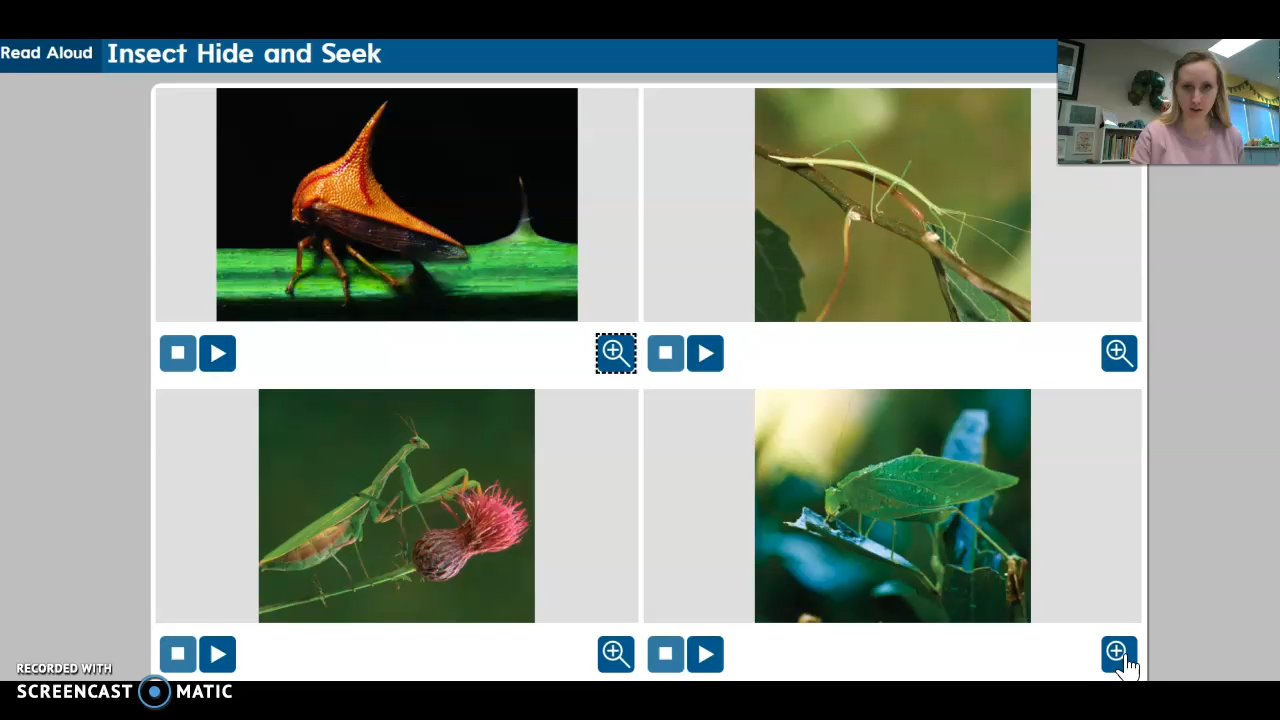 Read Aloud
Insect Hide and Seek
RECORDED WITH
SCREENCAST MATIC